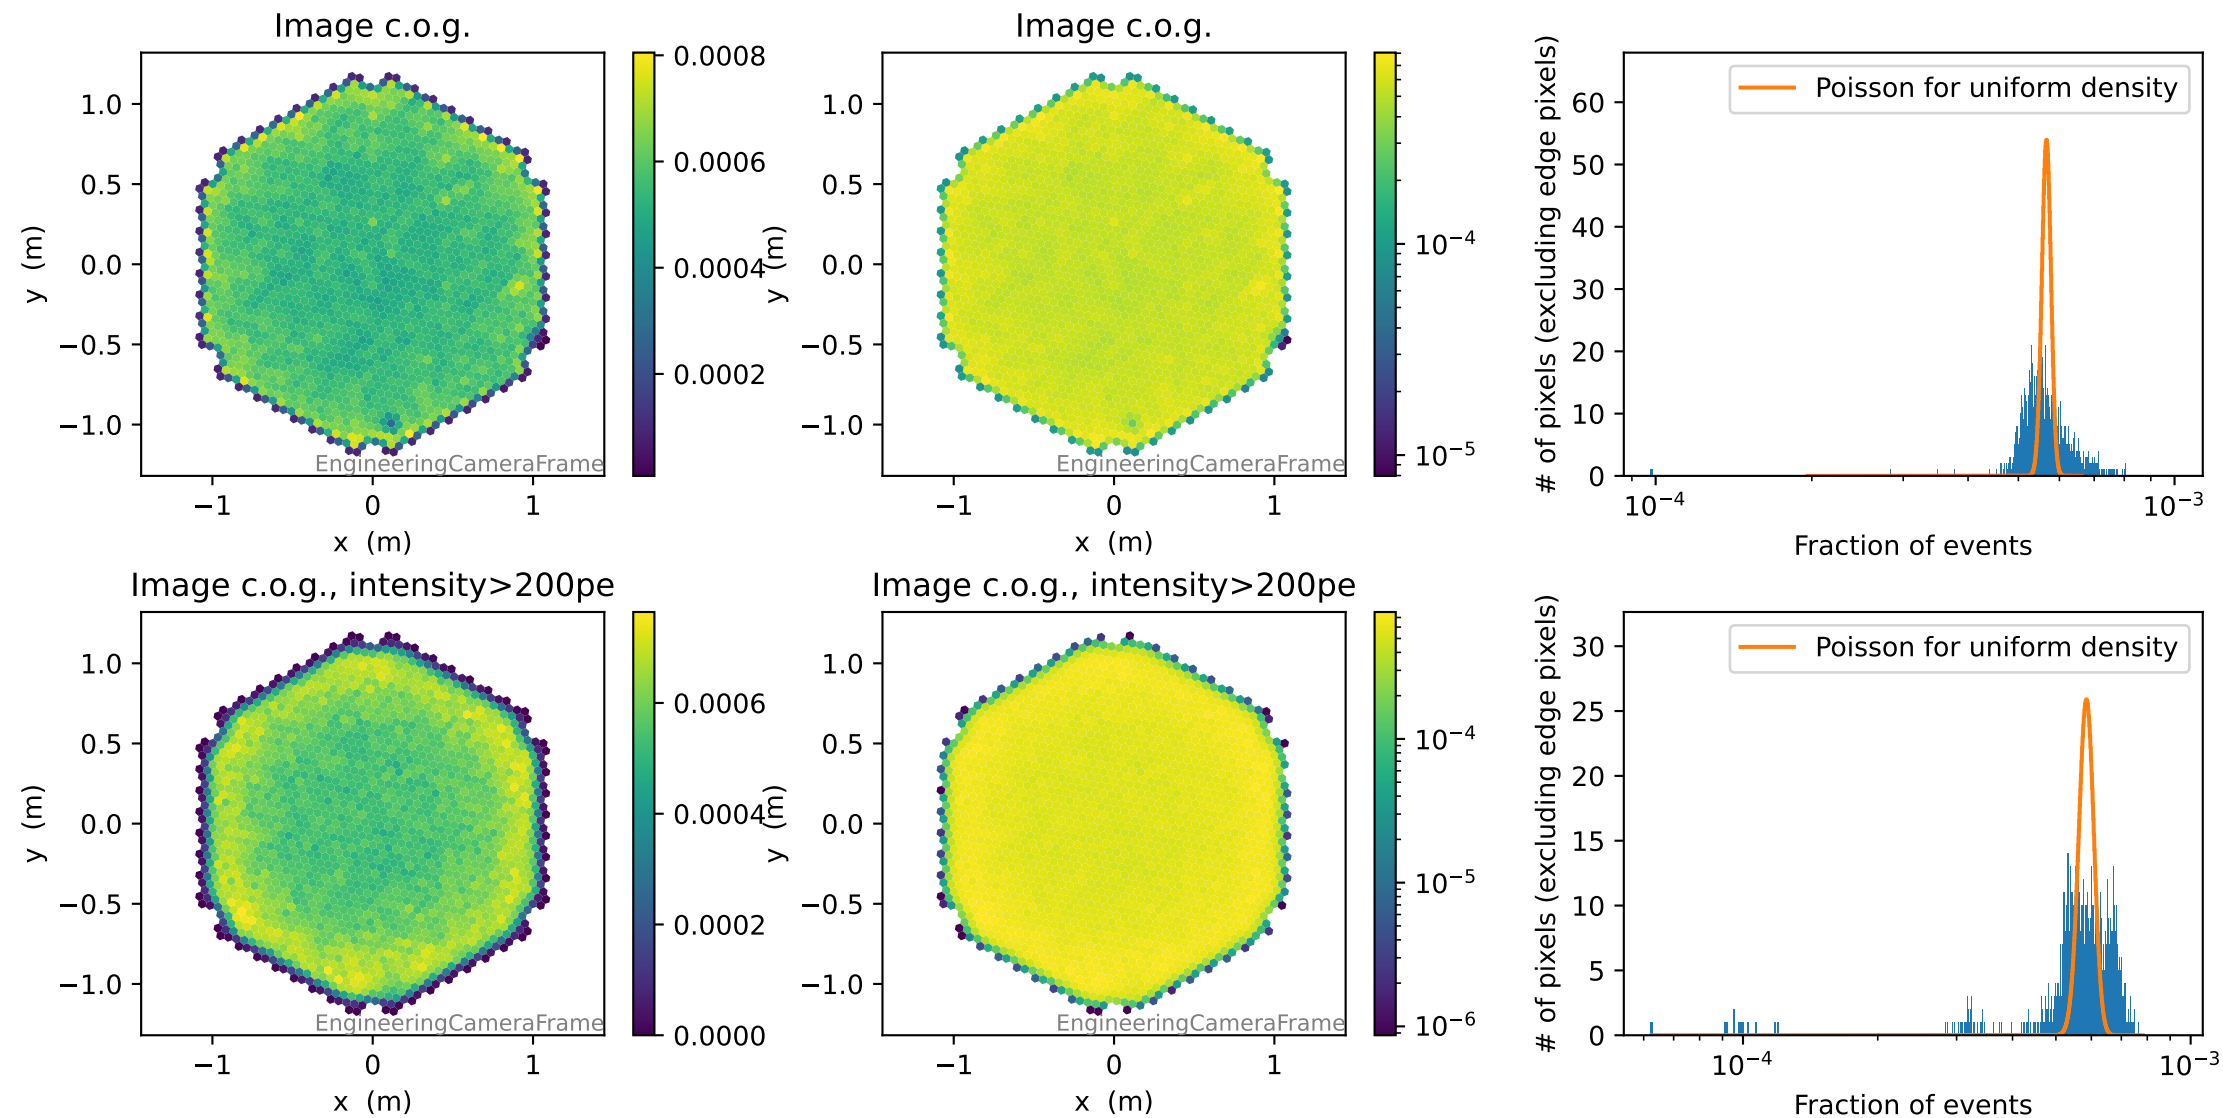 Image c.o.g.
1.0
0.5
0.0
−0.5
−1.0
y (m)
−1
0
1
x (m)
EngineeringCameraFrame
0.0008
0.0006
0.0004
0.0002
Image c.o.g.
1.0
0.5
0.0
−0.5
−1.0
y (m)
−1
0
1
x (m)
EngineeringCameraFrame
10⁻⁴
10⁻⁵
# of pixels (excluding edge pixels)
60
50
40
30
20
10
0
Poisson for uniform density
10⁻⁴
10⁻³
Fraction of events
Image c.o.g., intensity>200pe
1.0
0.5
0.0
−0.5
−1.0
y (m)
−1
0
1
x (m)
EngineeringCameraFrame
0.0006
0.0004
0.0002
0.0000
Image c.o.g., intensity>200pe
1.0
0.5
0.0
−0.5
−1.0
y (m)
−1
0
1
x (m)
EngineeringCameraFrame
10⁻⁴
10⁻⁵
10⁻⁶
# of pixels (excluding edge pixels)
30
25
20
15
10
5
0
Poisson for uniform density
10⁻⁴
10⁻³
Fraction of events